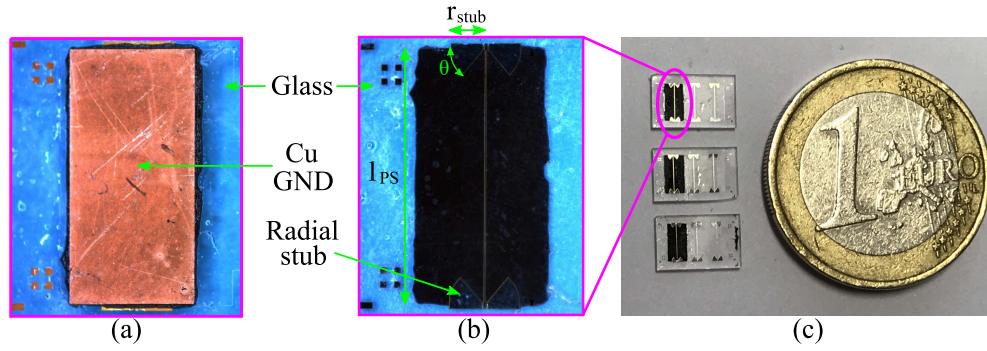 r_stub
Glass
θ
Cu
GND
l_PS
Radial
stub
1
EURO
(a)
(b)
(c)